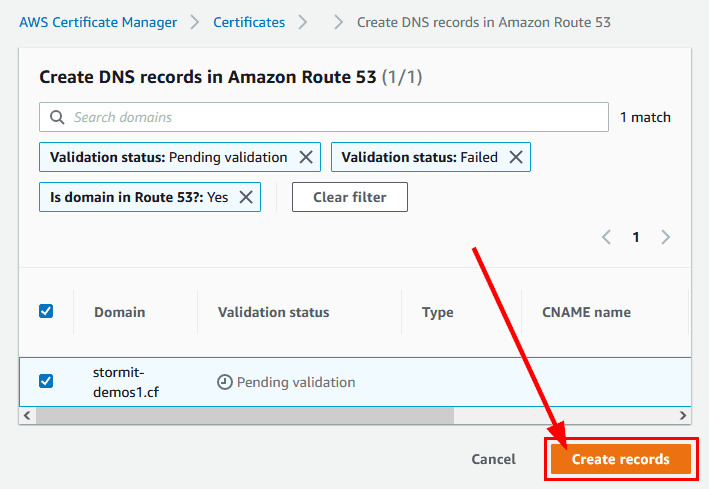 AWS Certificate Manager > Certificates > > Create DNS records in Amazon Route 53
Create DNS records in Amazon Route 53 (1/1)
Search domains 1 match
Validation status: Pending validation Validation status: Failed
Is domain in Route 53?: Yes Clear filter
1
Domain Validation status Type CNAME name
stormit-
demos1.cf Pending validation
Cancel Create records